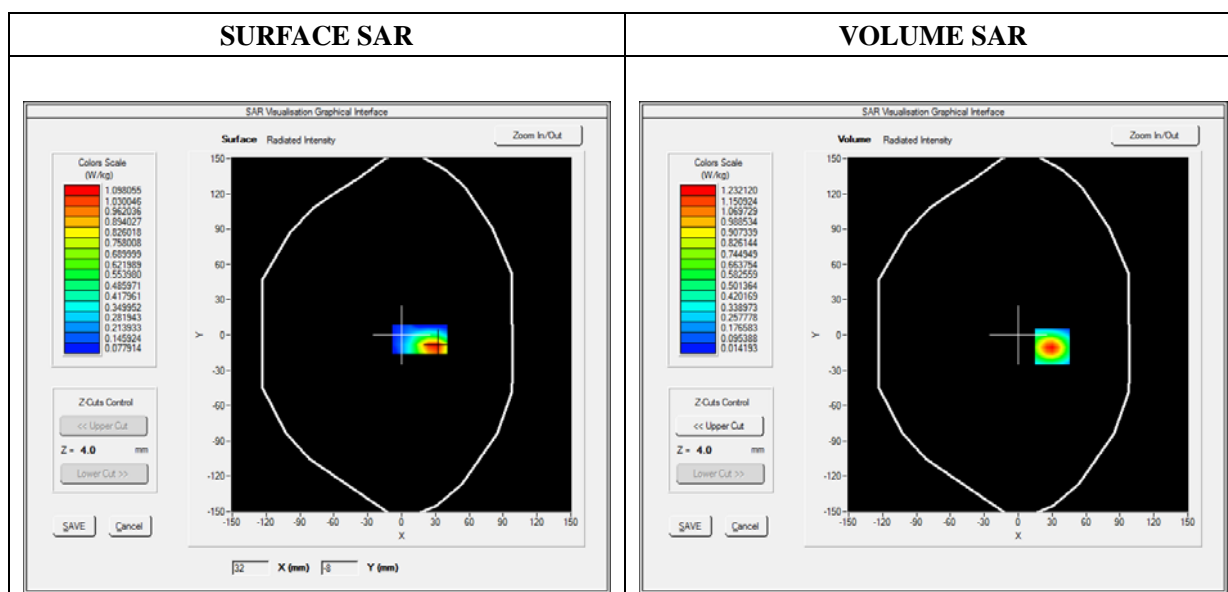 SURFACE SAR
VOLUME SAR
SAR Visualisation Graphical Interface
Surface Radiated Intensity
Zoom In/Out
Colors Scale
(W/kg)
1.098055
1.030046
0.962036
0.894027
0.826018
0.758008
0.689999
0.621989
0.553980
0.485971
0.417961
0.349952
0.281943
0.213933
0.145924
0.077914
Z-Cuts Control
<< Upper Cut
Z = 4.0 mm
Lower Cut >>
SAVE Cancel
150
120
90
60
30
0
-30
-60
-90
-120
-150
Y
-150 -120 -90 -60 -30 0 30 60 90 120 150
X
32 X (mm) -8 Y (mm)
SAR Visualisation Graphical Interface
Volume Radiated Intensity
Zoom In/Out
Colors Scale
(W/kg)
1.232120
1.150924
1.069729
0.988534
0.907339
0.826144
0.744949
0.663754
0.582559
0.501364
0.420169
0.338973
0.257778
0.176583
0.095388
0.014193
Z-Cuts Control
<< Upper Cut
Z = 4.0 mm
Lower Cut >>
SAVE Cancel
150
120
90
60
30
0
-30
-60
-90
-120
-150
Y
-150 -120 -90 -60 -30 0 30 60 90 120 150
X